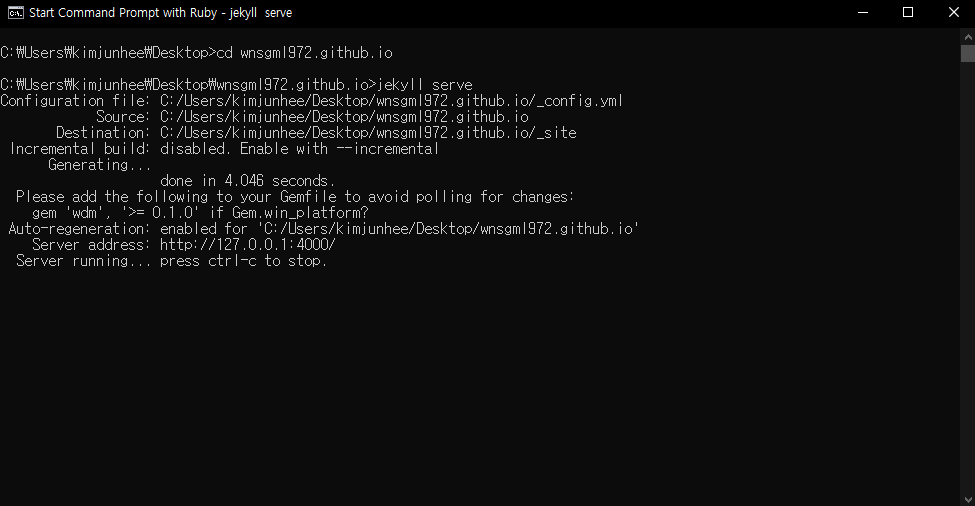 Start Command Prompt with Ruby - jekyll  serve
C:\Users\kimjunhee\Desktop>cd wnsgml972.github.io
C:\Users\kimjunhee\Desktop\wnsgml972.github.io>jekyll serve
Configuration file: C:/Users/kimjunhee/Desktop/wnsgml972.github.io/_config.yml
Source: C:/Users/kimjunhee/Desktop/wnsgml972.github.io
Destination: C:/Users/kimjunhee/Desktop/wnsgml972.github.io/_site
Incremental build: disabled. Enable with --incremental
Generating...
done in 4.046 seconds.
Please add the following to your Gemfile to avoid polling for changes:
gem 'wdm', '>= 0.1.0' if Gem.win_platform?
Auto-regeneration: enabled for 'C:/Users/kimjunhee/Desktop/wnsgml972.github.io'
Server address: http://127.0.0.1:4000/
Server running... press ctrl-c to stop.